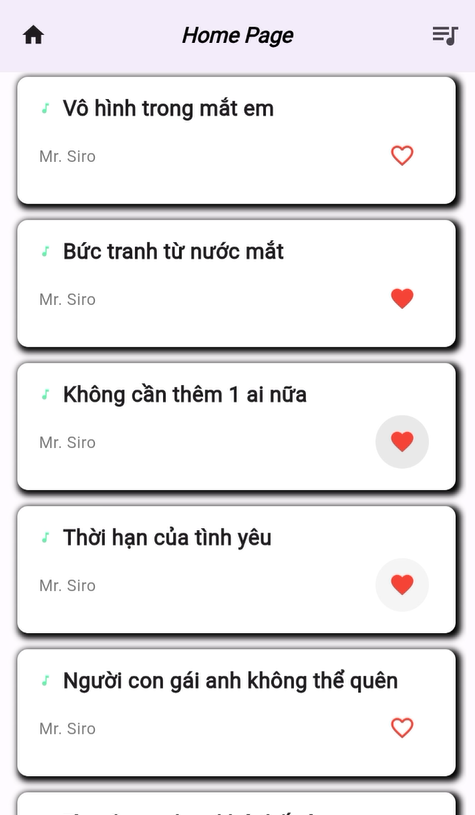 Home Page
Vô hình trong mắt em
Mr. Siro
Bức tranh từ nước mắt
Mr. Siro
Không cần thêm 1 ai nữa
Mr. Siro
Thời hạn của tình yêu
Mr. Siro
Người con gái anh không thể quên
Mr. Siro